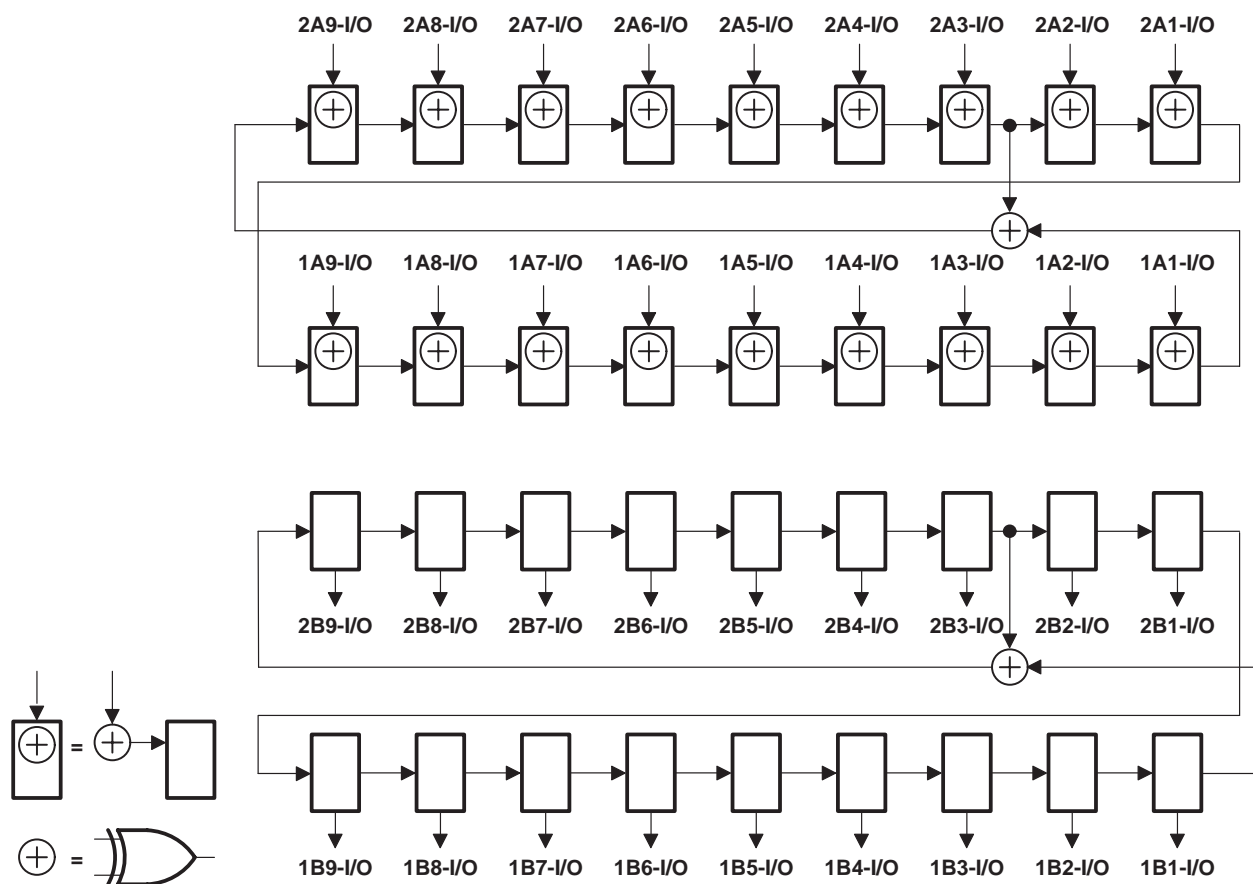 2A9-I/O 2A8-I/O 2A7-I/O 2A6-I/O 2A5-I/O 2A4-I/O 2A3-I/O 2A2-I/O 2A1-I/O
1A9-I/O 1A8-I/O 1A7-I/O 1A6-I/O 1A5-I/O 1A4-I/O 1A3-I/O 1A2-I/O 1A1-I/O
2B9-I/O 2B8-I/O 2B7-I/O 2B6-I/O 2B5-I/O 2B4-I/O 2B3-I/O 2B2-I/O 2B1-I/O
=
=
1B9-I/O 1B8-I/O 1B7-I/O 1B6-I/O 1B5-I/O 1B4-I/O 1B3-I/O 1B2-I/O 1B1-I/O